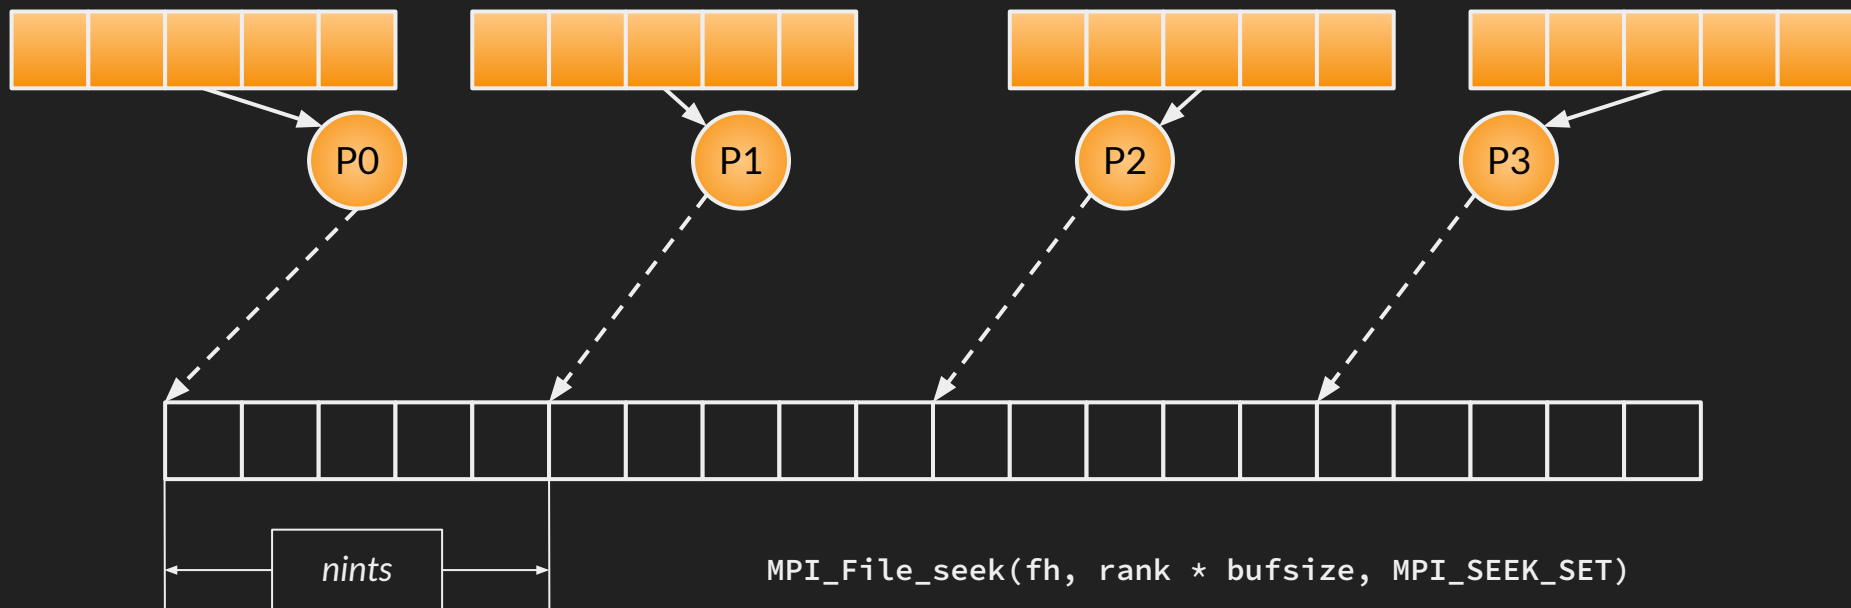 P0 P1 P2 P3
nints
MPI_File_seek(fh, rank * bufsize, MPI_SEEK_SET)